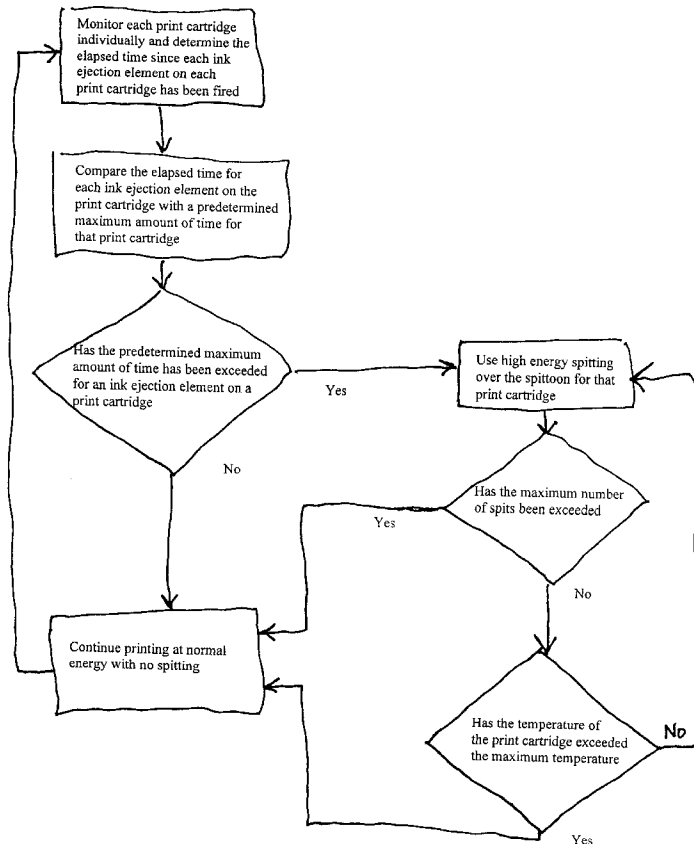 Monitor each print cartridge
individually and determine the
elapsed time since each ink
ejection element on each
print cartridge has been fired
Compare the elapsed time for
each ink ejection element on the
print cartridge with a predetermined
maximum amount of time for
that print cartridge
Has the predetermined maximum
amount of time has been exceeded
for an ink ejection element on a
print cartridge
Yes
No
Use high energy spitting
over the spittoon for that
print cartridge
Has the maximum number
of spits been exceeded
Yes
No
Continue printing at normal
energy with no spitting
Has the temperature of
the print cartridge exceeded
the maximum temperature
No
Yes